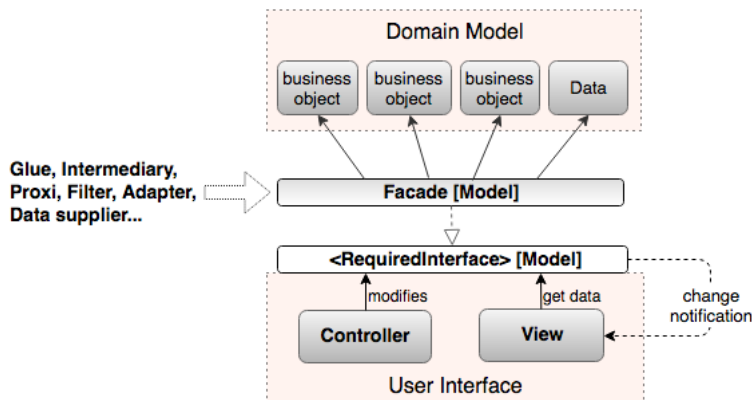 Domain Model
business
object
business
object
business
object
Data
Glue, Intermediary,
Proxi, Filter, Adapter,
Data supplier...
Facade [Model]
<RequiredInterface> [Model]
modifies
get data
change
notification
Controller
View
User Interface